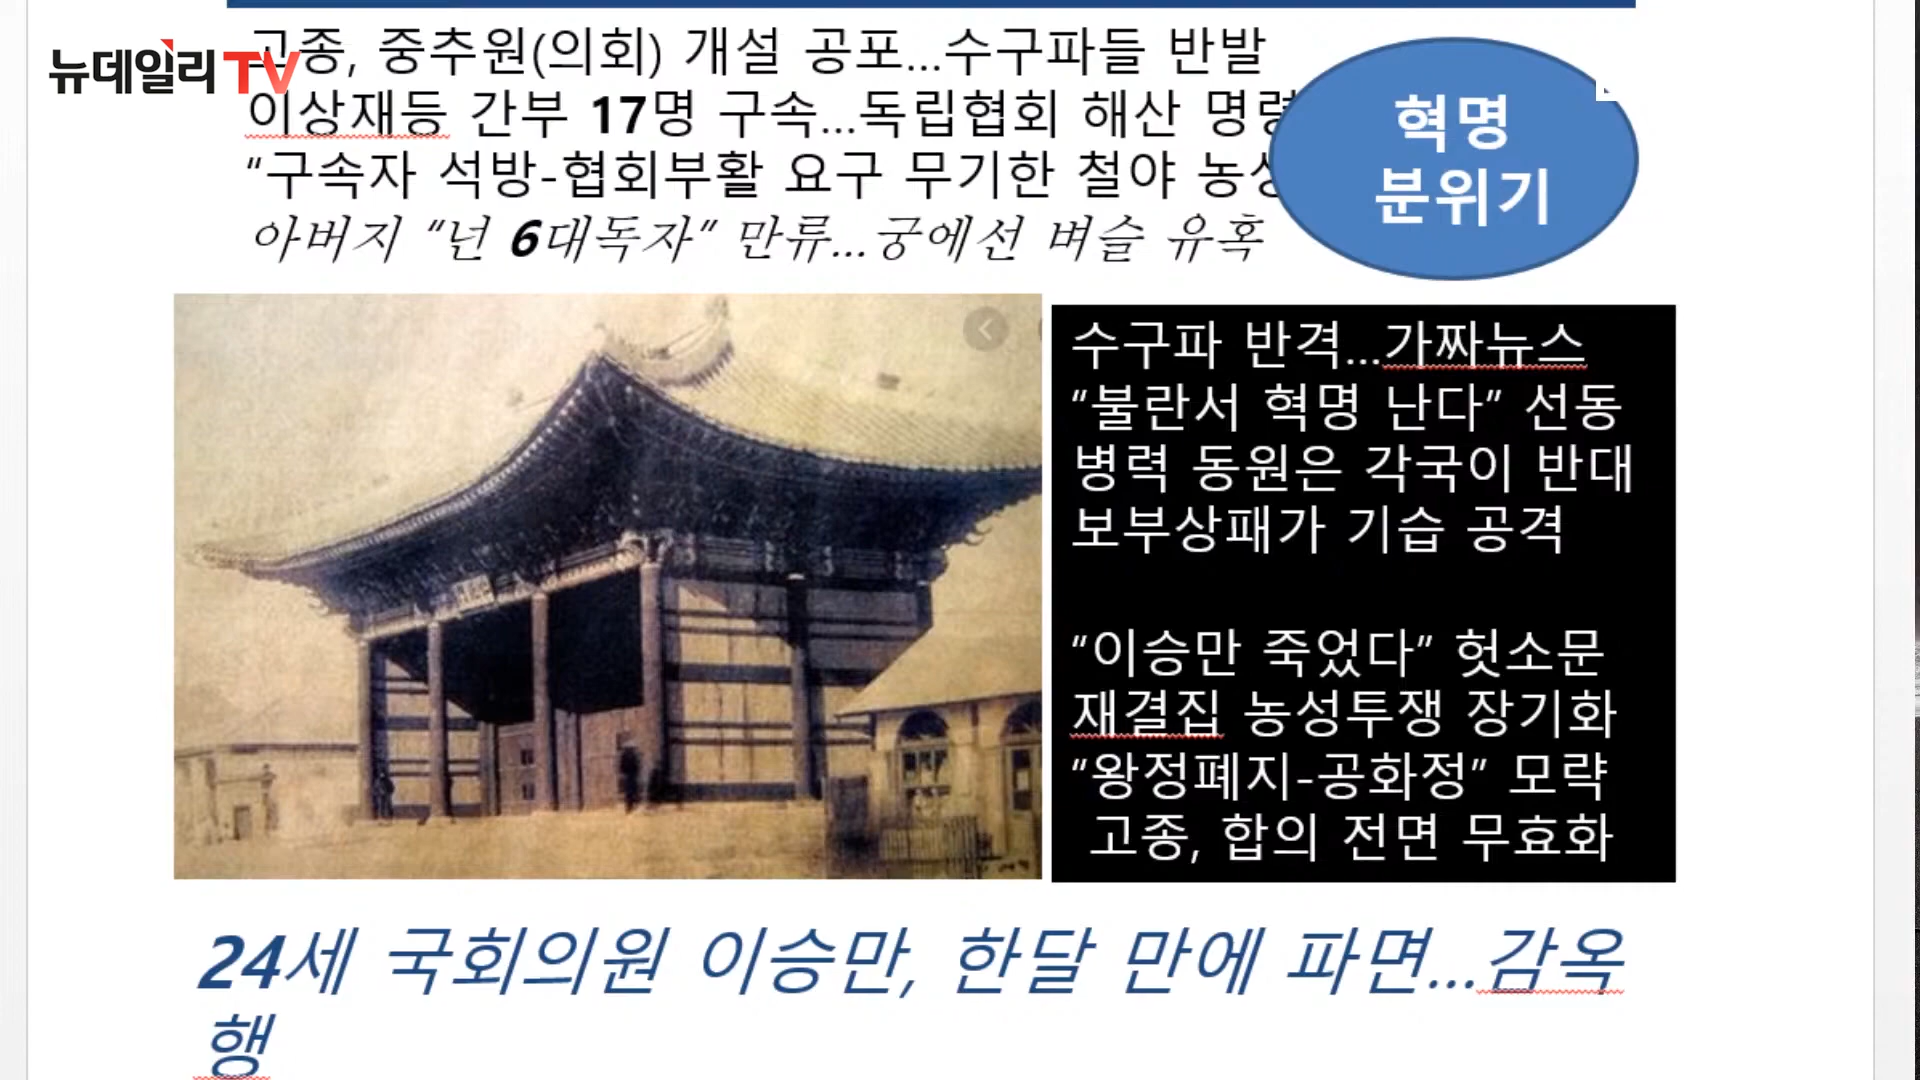 뉴데일리TV
고종, 중추원(의회) 개설 공포...수구파들 반발
이상재등 간부 17명 구속...독립협회 해산 명령
“구속자 석방-협회부활 요구 무기한 철야 농성
아버지 “넌 6대독자” 만류...궁에선 벼슬 유혹
혁명
분위기
수구파 반격...가짜뉴스
“불란서 혁명 난다” 선동
병력 동원은 각국이 반대
보부상패가 기습 공격
“이승만 죽었다” 헛소문
재결집 농성투쟁 장기화
“왕정폐지-공화정” 모략
고종, 합의 전면 무효화
24세 국회의원 이승만, 한달 만에 파면...감옥
행